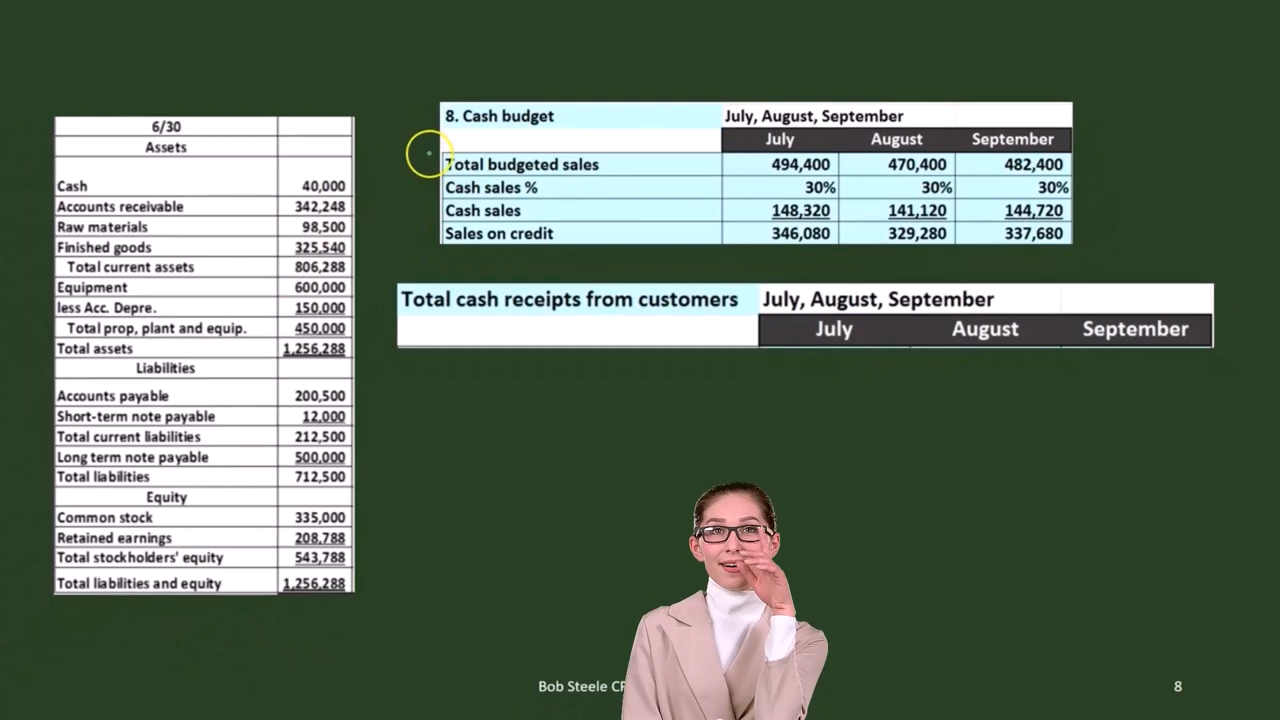 6/30
Assets
Cash 40,000
Accounts receivable 342,248
Raw materials 98,500
Finished goods 325,540
Total current assets 806,288
Equipment 600,000
less Acc. Depre. 150,000
Total prop, plant and equip. 450,000
Total assets 1,256,288
Liabilities
Accounts payable 200,500
Short-term note payable 12,000
Total current liabilities 212,500
Long term note payable 500,000
Total liabilities 712,500
Equity
Common stock 335,000
Retained earnings 208,788
Total stockholders' equity 543,788
Total liabilities and equity 1,256,288
8. Cash budget July, August, September
July August September
Total budgeted sales 494,400 470,400 482,400
Cash sales % 30% 30% 30%
Cash sales 148,320 141,120 144,720
Sales on credit 346,080 329,280 337,680
Total cash receipts from customers July, August, September
July August September
Bob Steele
8